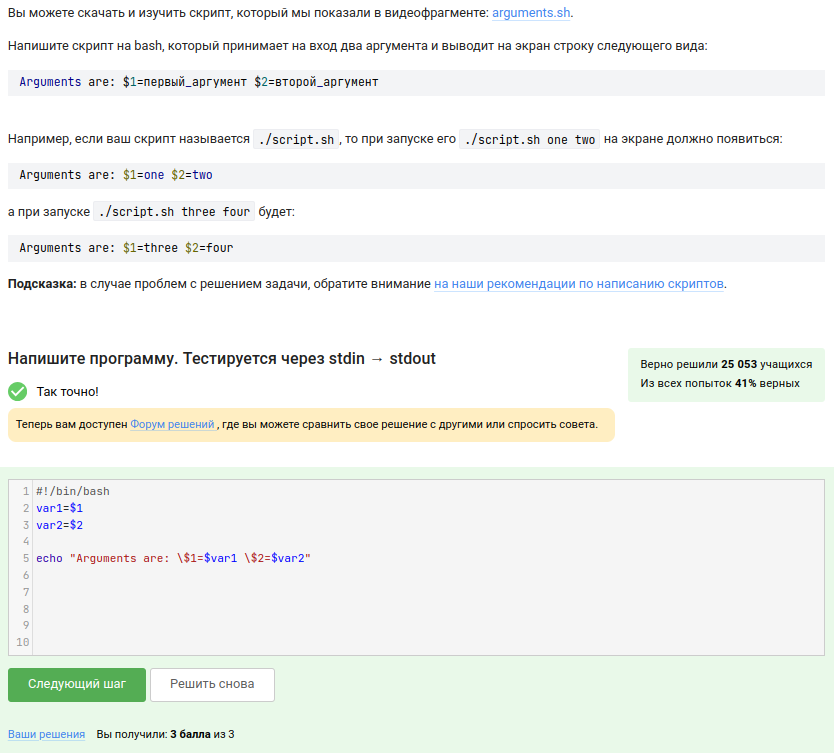 Вы можете скачать и изучить скрипт, который мы показали в видеофрагменте: arguments.sh.
Напишите скрипт на bash, который принимает на вход два аргумента и выводит на экран строку следующего вида:
Arguments are: $1=первый_аргумент $2=второй_аргумент
Например, если ваш скрипт называется ./script.sh, то при запуске его ./script.sh one two на экране должно появиться:
Arguments are: $1=one $2=two
а при запуске ./script.sh three four будет:
Arguments are: $1=three $2=four
Подсказка: в случае проблем с решением задачи, обратите внимание на наши рекомендации по написанию скриптов.
Напишите программу. Тестируется через stdin → stdout
Верно решили 25 053 учащихся
Из всех попыток 41% верных
Так точно!
Теперь вам доступен Форум решений, где вы можете сравнить свое решение с другими или спросить совета.
1 #!/bin/bash
2 var1=$1
3 var2=$2
4
5 echo "Arguments are: \$1=$var1 \$2=$var2"
6
7
8
9
10
Следующий шаг Решить снова
Ваши решения Вы получили: 3 балла из 3